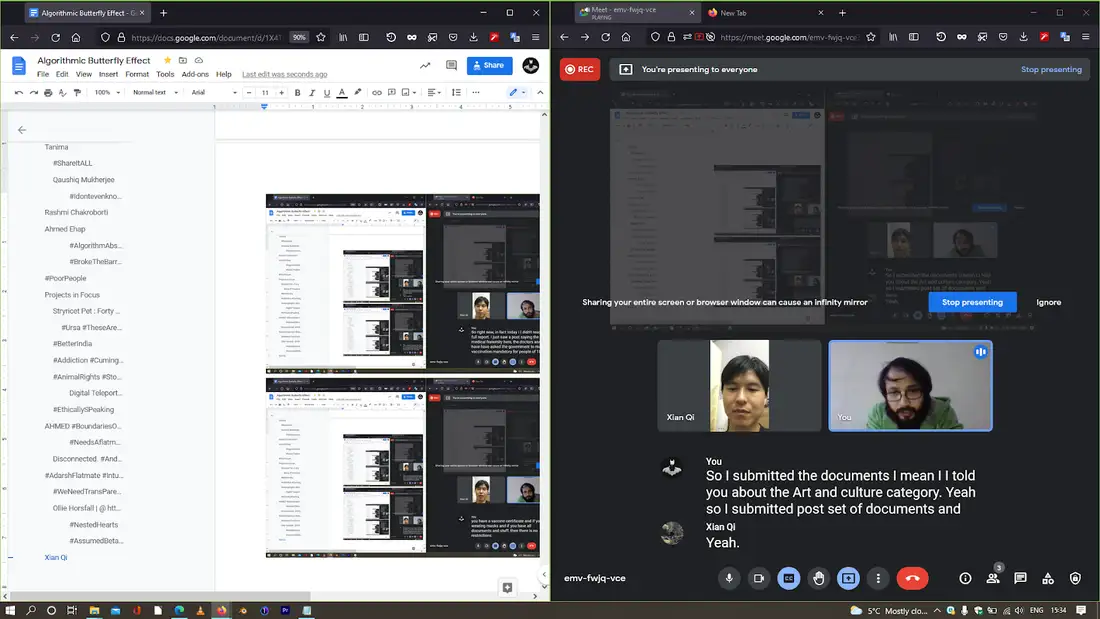 Algorithmic Butterfly Effect - G
https://docs.google.com/document/d/1X4
90%
Algorithmic Butterfly Effect
File Edit View Insert Format Tools Add-ons Help Last edit was seconds ago
Share
100% Normal text Arial 11 B I U A
Tanima
#ShareItALL
Qaushiq Mukherjee
#Idontevenkno...
Rashmi Chakroborti
Ahmed Ehap
#AlgorithmAbs...
#BrokeTheBarr...
#PoorPeople
Projects in Focus
Stryrioct Pet : Forty ...
#Ursa #TheseAre...
#BetterIndia
#Addiction #Cuming...
#AnimalRights #Sto...
Digital Teleport...
#EthicallySPeaking
AHMED #BoundariesO...
#NeedsAflatm...
Disconnected. #And...
#AdarshFlatmate #Intu...
#WeNeedTransPare...
Ollie Horsfall | @ htt...
#NestedHearts
#AssumedBeta...
Xian Qi
Meet - emv-fwjq-vce
PLAYING
New Tab
https://meet.google.com/emv-fwjq-vce
REC
You're presenting to everyone
Stop presenting
Sharing your entire screen or browser window can cause an infinity mirror
Stop presenting
Ignore
Xian Qi
You
You
So I submitted the documents I mean I I told
you about the Art and culture category. Yeah
so I submitted post set of documents and
Xian Qi
Yeah.
emv-fwjq-vce
3
5°C Mostly clo...
ENG
15:34